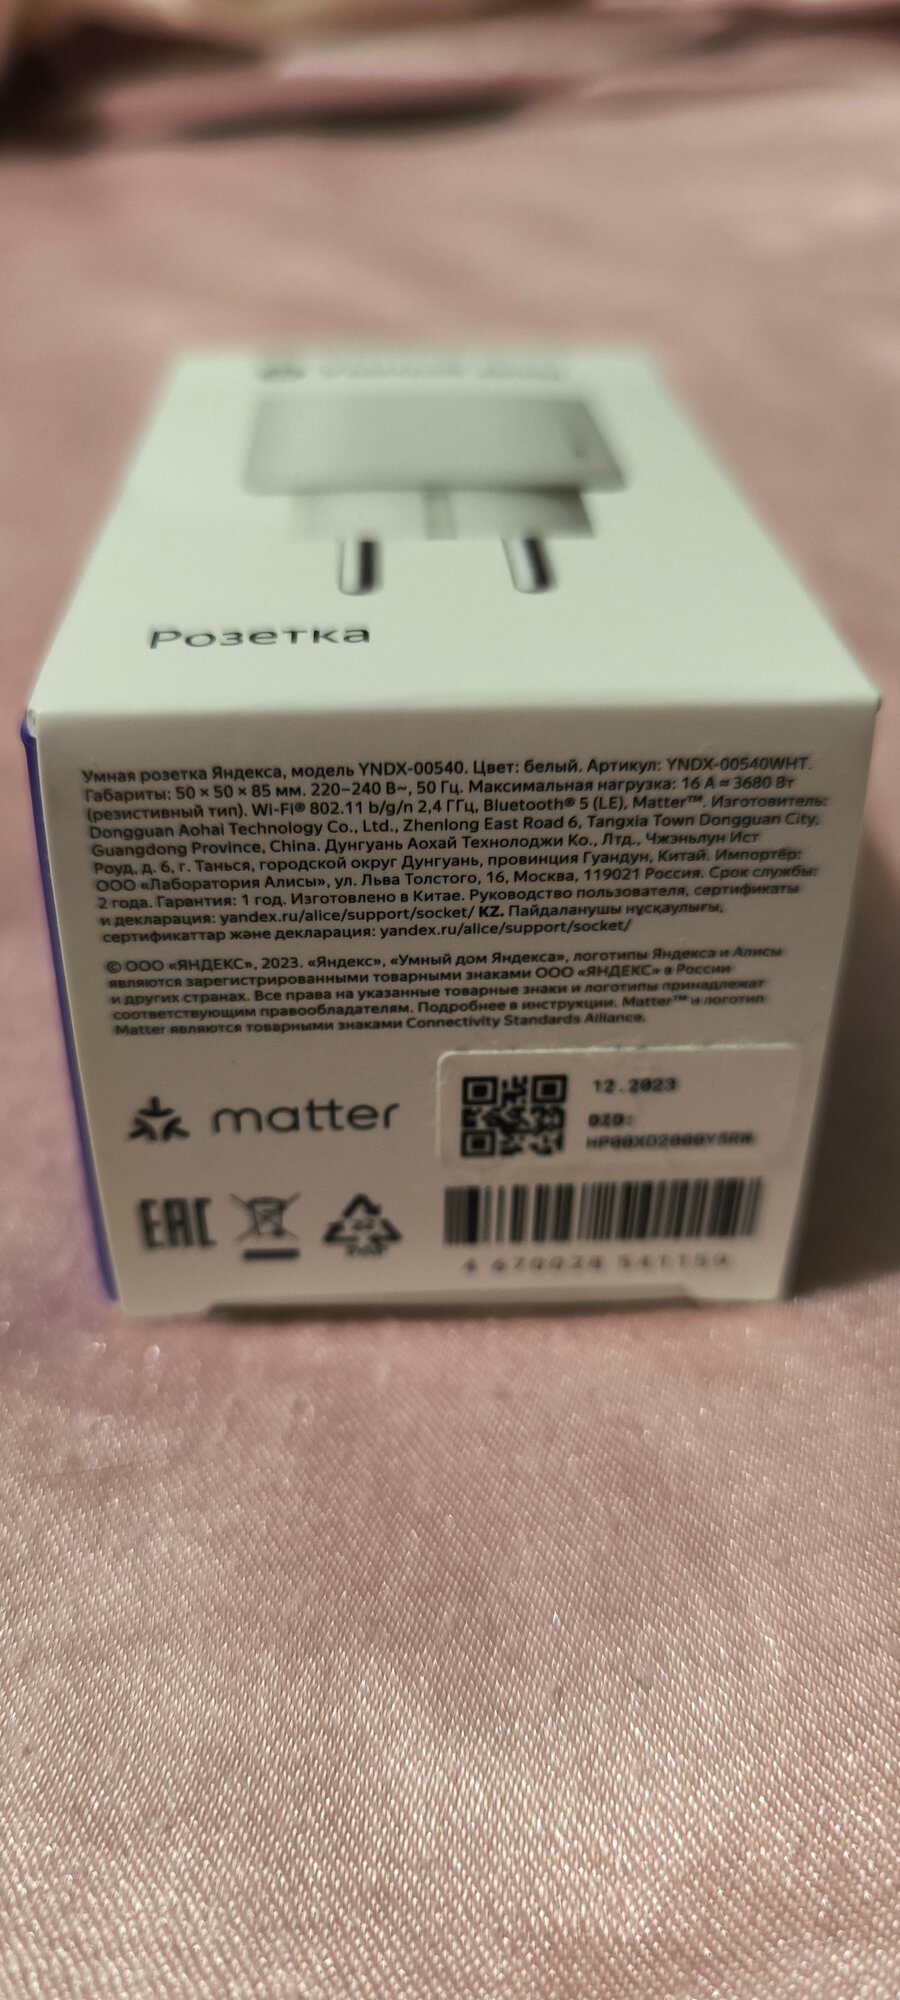 Розетка
Умная розетка Яндекса, модель YNDX-00540. Цвет: белый. Артикул: YNDX-00540WHT.
Габариты: 50 × 50 × 85 мм. 220–240 В~, 50 Гц. Максимальная нагрузка: 16 А ≈ 3680 Вт
(резистивный тип). Wi-Fi® 802.11 b/g/n 2,4 ГГц, Bluetooth® 5 (LE), Matter™. Изготовитель:
Dongguan Aohai Technology Co., Ltd., Zhenlong East Road 6, Tangxia Town Dongguan City,
Guangdong Province, China. Дунгуань Аохай Технолоджи Ко., Лтд., Чжэньлун Ист
Роуд, д. 6, г. Танься, городской округ Дунгуань, провинция Гуандун, Китай. Импортёр:
ООО «Лаборатория Алисы», ул. Льва Толстого, 16, Москва, 119021 Россия. Срок службы:
2 года. Гарантия: 1 год. Изготовлено в Китае. Руководство пользователя, сертификаты
и декларация: yandex.ru/alice/support/socket/ KZ. Пайдаланушы нұсқаулығы,
сертификаттар және декларация: yandex.ru/alice/support/socket/
© ООО «ЯНДЕКС», 2023. «Яндекс», «Умный дом Яндекса», логотипы Яндекса и Алисы
являются зарегистрированными товарными знаками ООО «ЯНДЕКС» в России
и других странах. Все права на указанные товарные знаки и логотипы принадлежат
соответствующим правообладателям. Подробнее в инструкции. Matter™ и логотип
Matter являются товарными знаками Connectivity Standards Alliance.
matter
12.2023
EAC
PAP